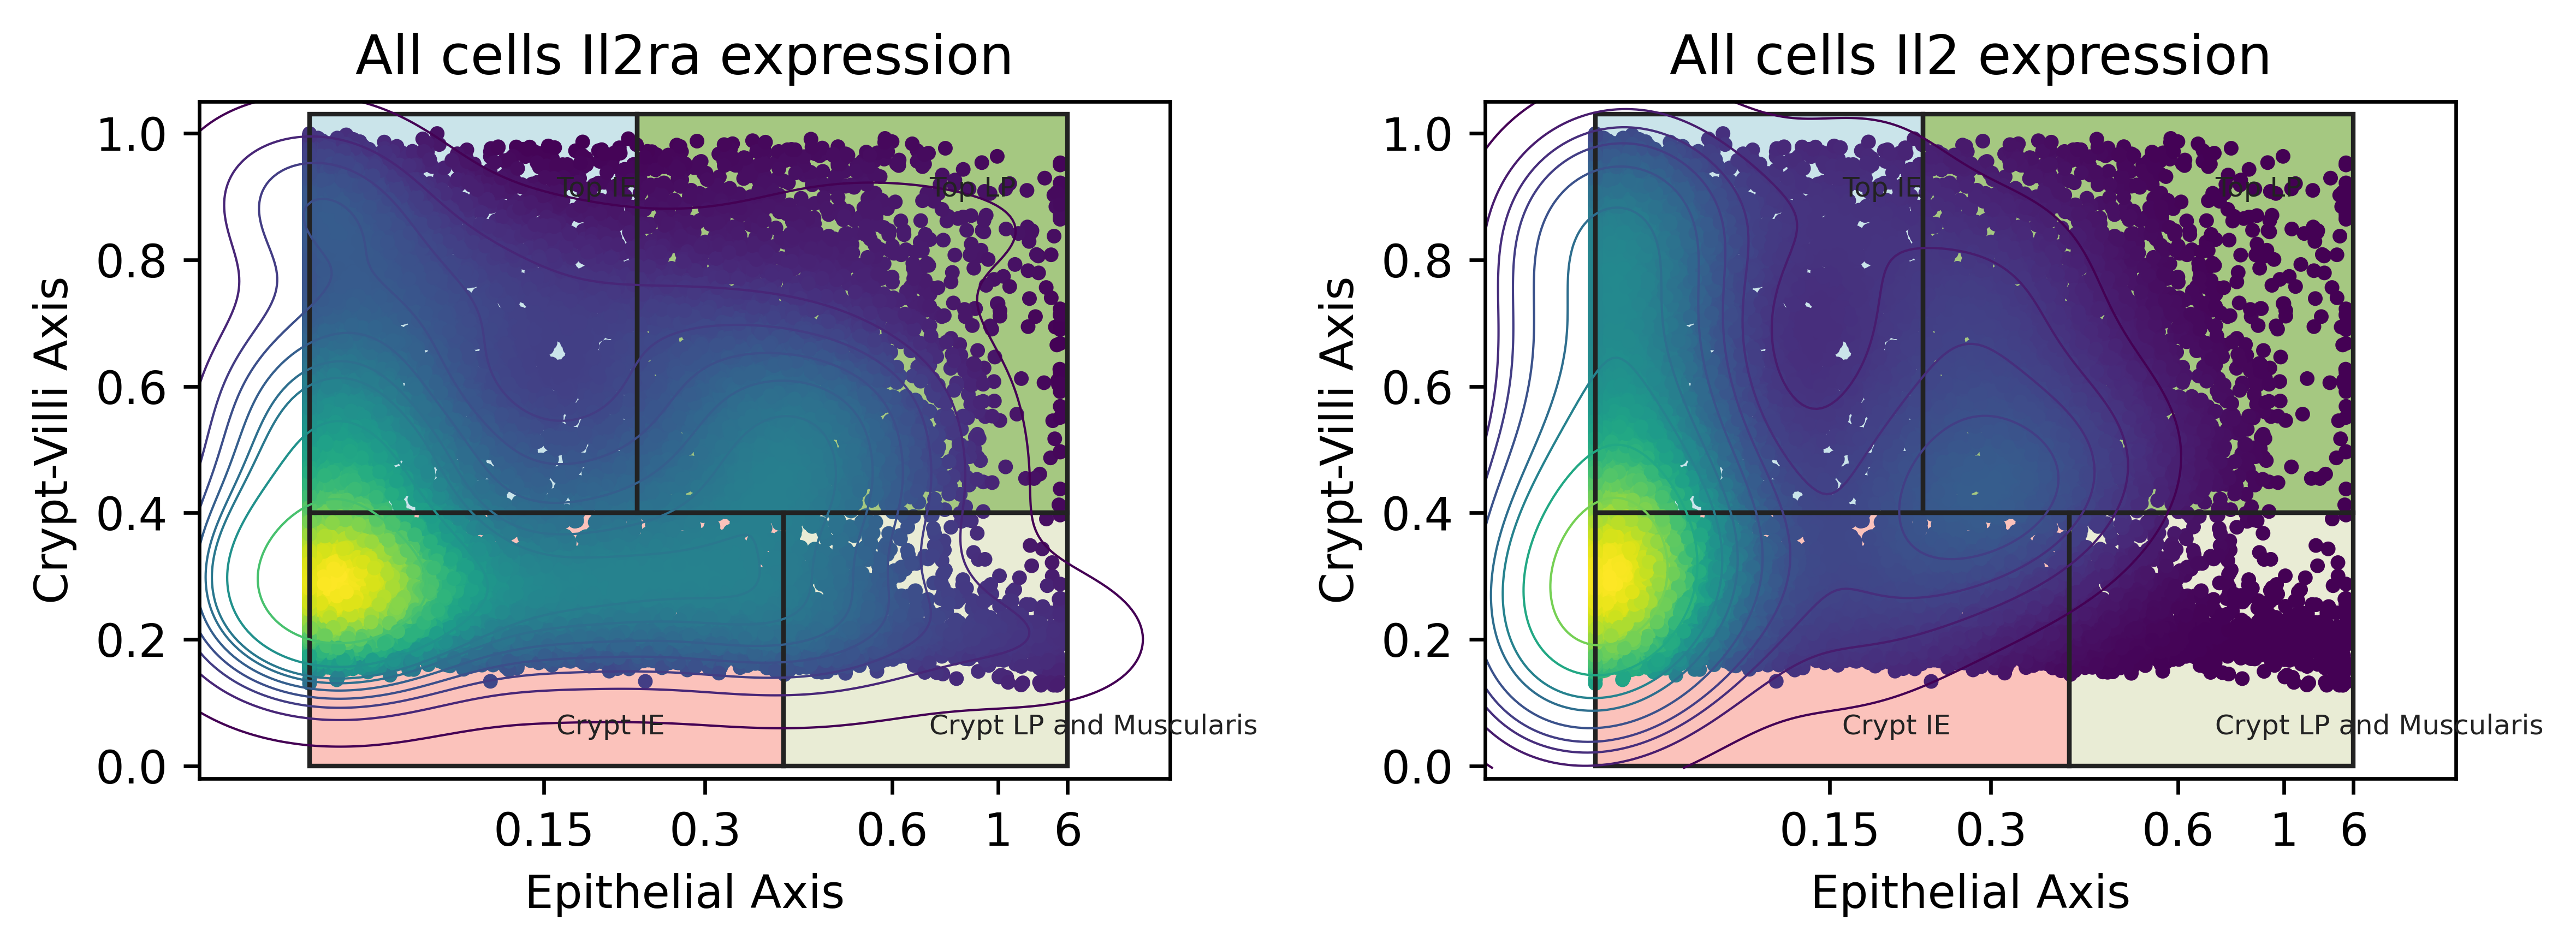 All cells Il2ra expression
Crypt-Villi Axis
1.0
0.8
0.6
0.4
0.2
0.0
Top IE
Top LP
Crypt IE
Crypt LP and Muscularis
0.15 0.3 0.6 1 6
Epithelial Axis
All cells Il2 expression
Crypt-Villi Axis
1.0
0.8
0.6
0.4
0.2
0.0
Top IE
Top LP
Crypt IE
Crypt LP and Muscularis
0.15 0.3 0.6 1 6
Epithelial Axis